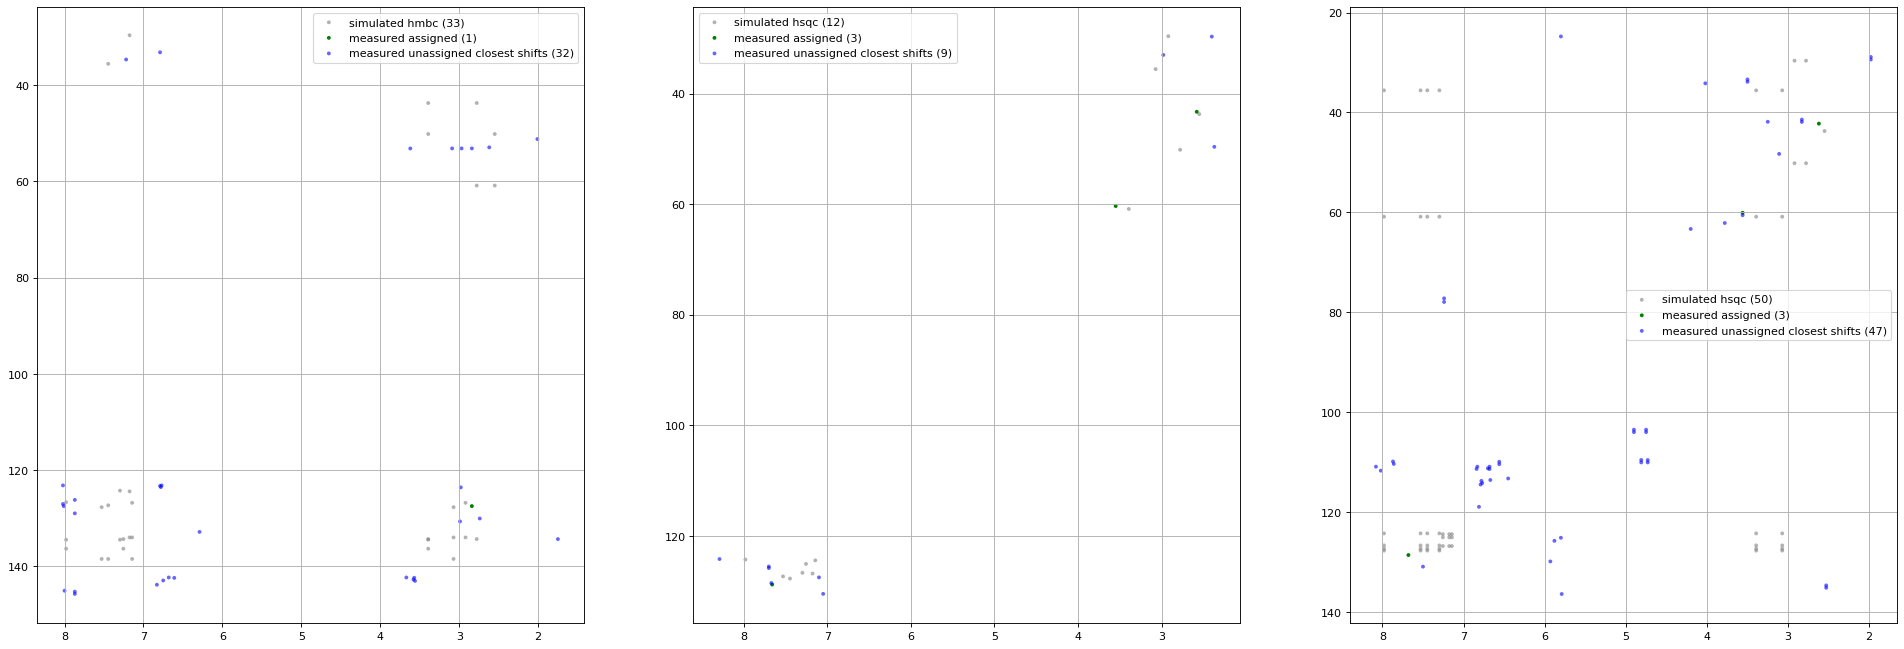 simulated hmbc (33)
measured assigned (1)
measured unassigned closest shifts (32)
40
60
80
100
120
140
8 7 6 5 4 3 2
simulated hsqc (12)
measured assigned (3)
measured unassigned closest shifts (9)
40
60
80
100
120
8 7 6 5 4 3
20
40
60
80
100
120
140
simulated hsqc (50)
measured assigned (3)
measured unassigned closest shifts (47)
8 7 6 5 4 3 2